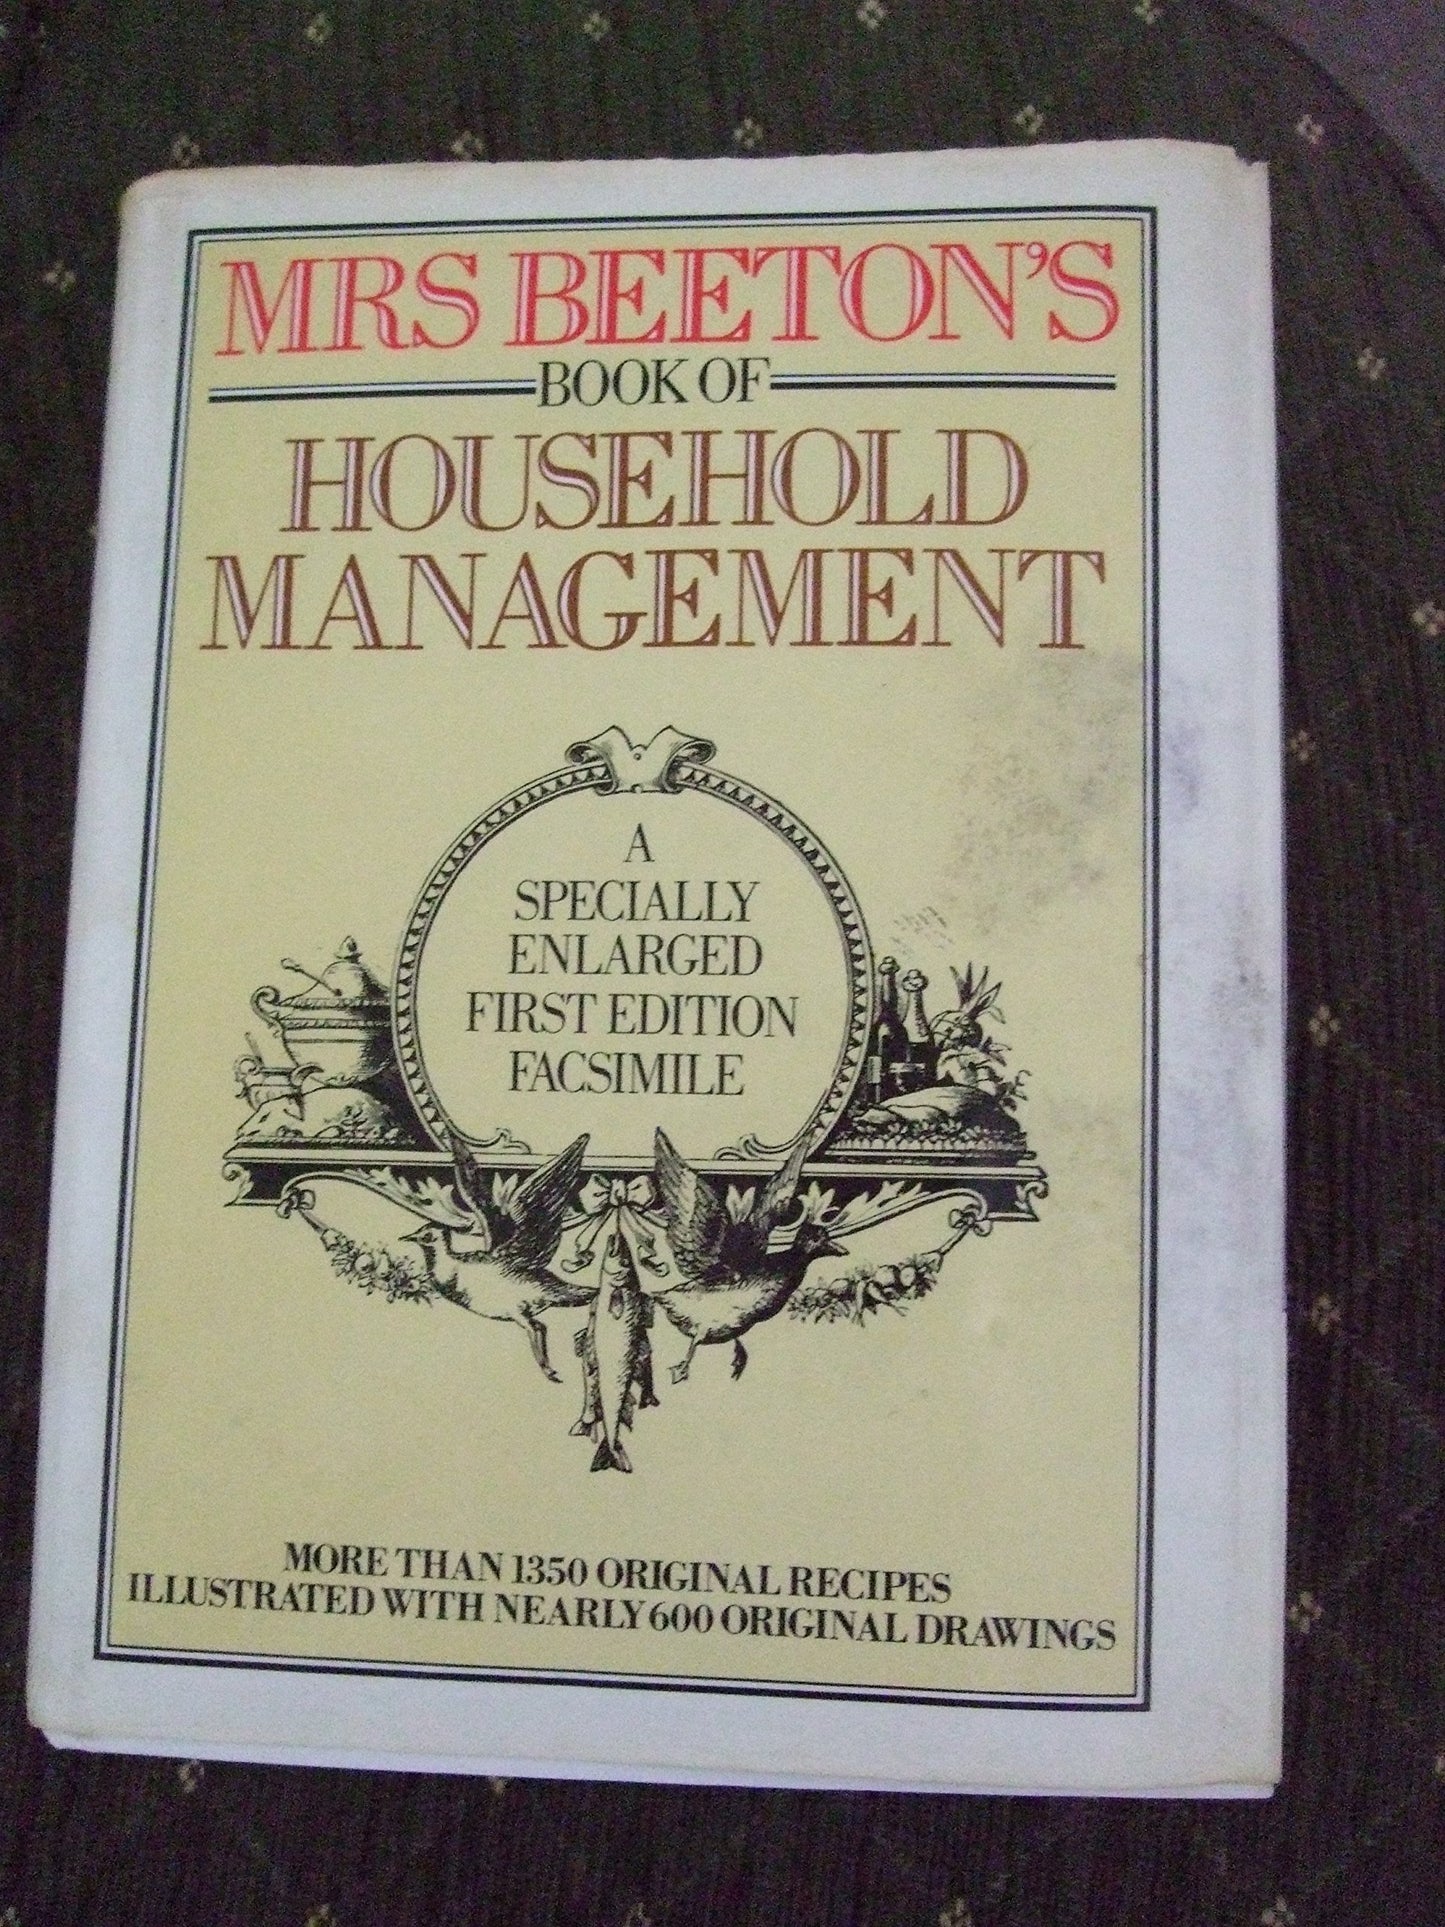 MRS BEETON'S
BOOK OF
HOUSEHOLD
MANAGEMENT
A
SPECIALLY
ENLARGED
FIRST EDITION
FACSIMILE
MORE THAN 1350 ORIGINAL RECIPES
ILLUSTRATED WITH NEARLY 600 ORIGINAL DRAWINGS